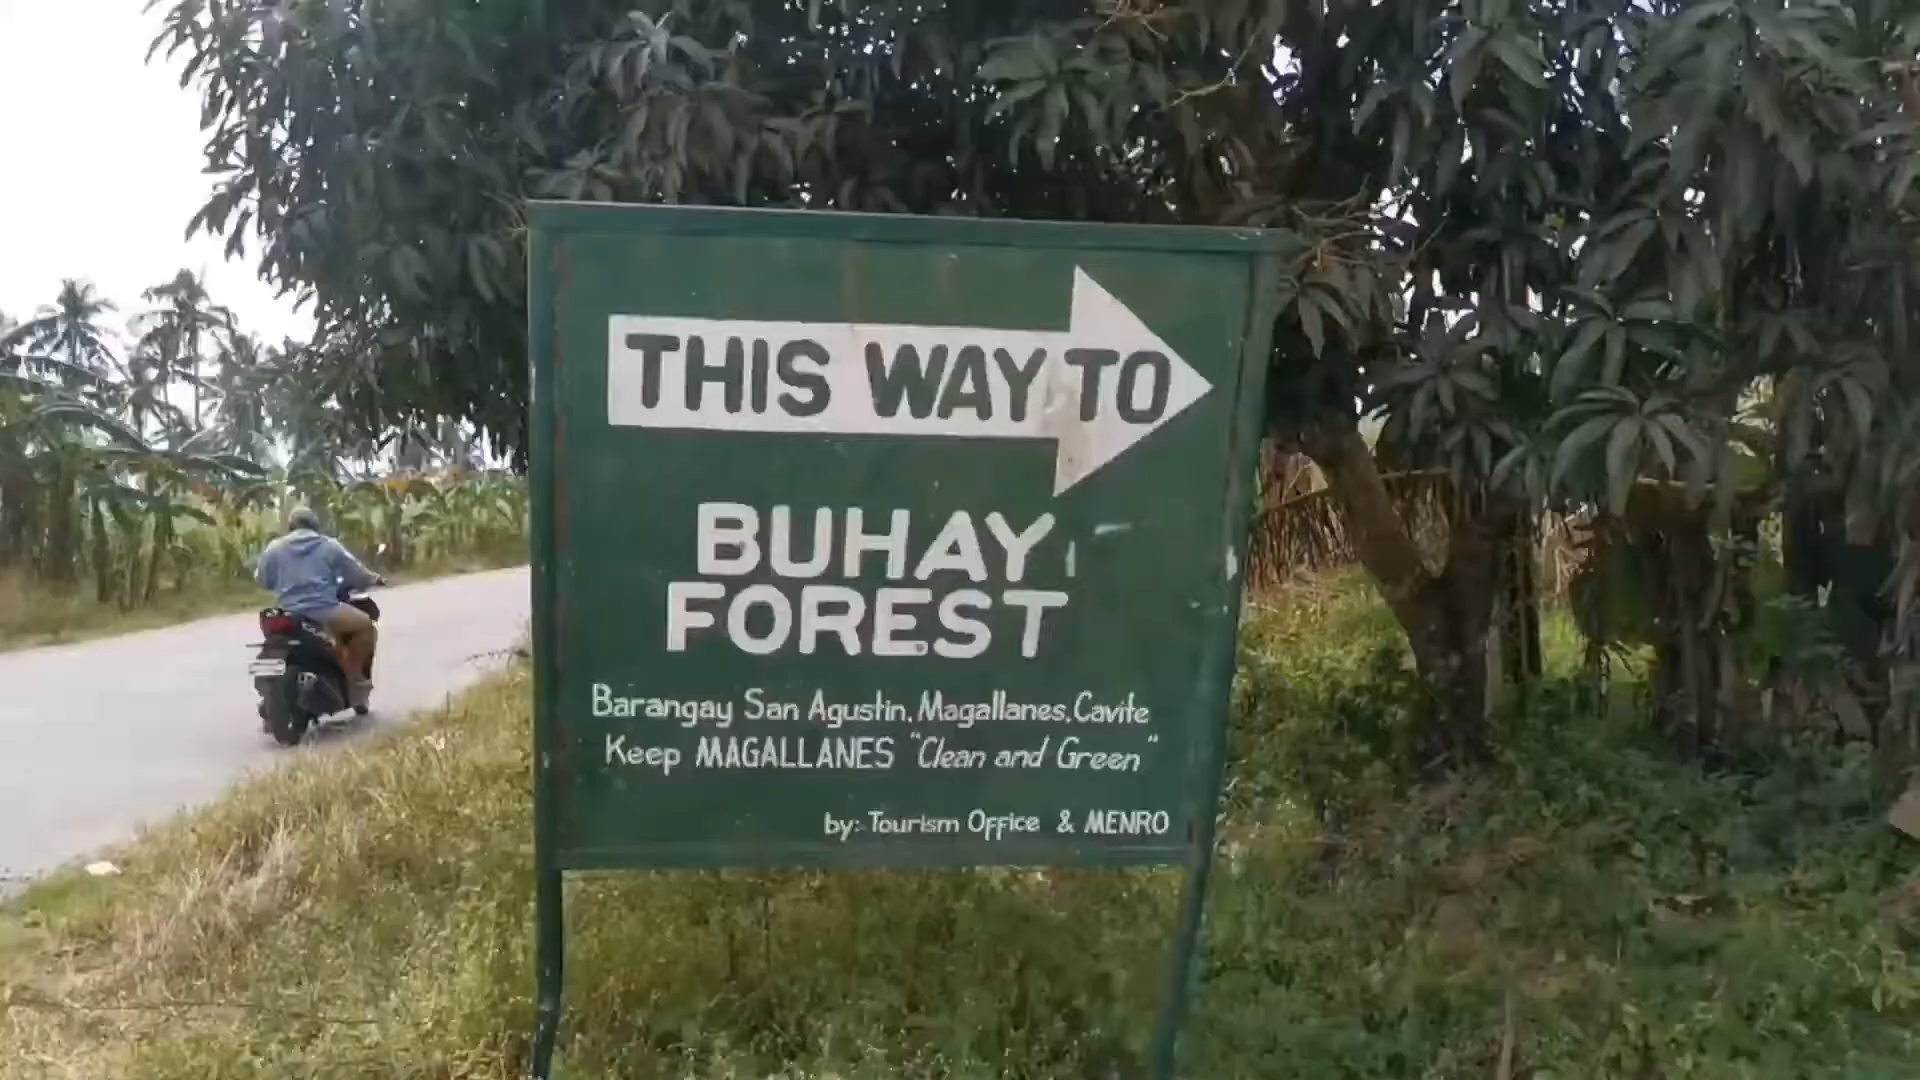 THIS WAY TO
BUHAY
FOREST
Barangay San Agustin, Magallanes, Cavite
Keep MAGALLANES "Clean and Green"
by: Tourism Office & MENRO